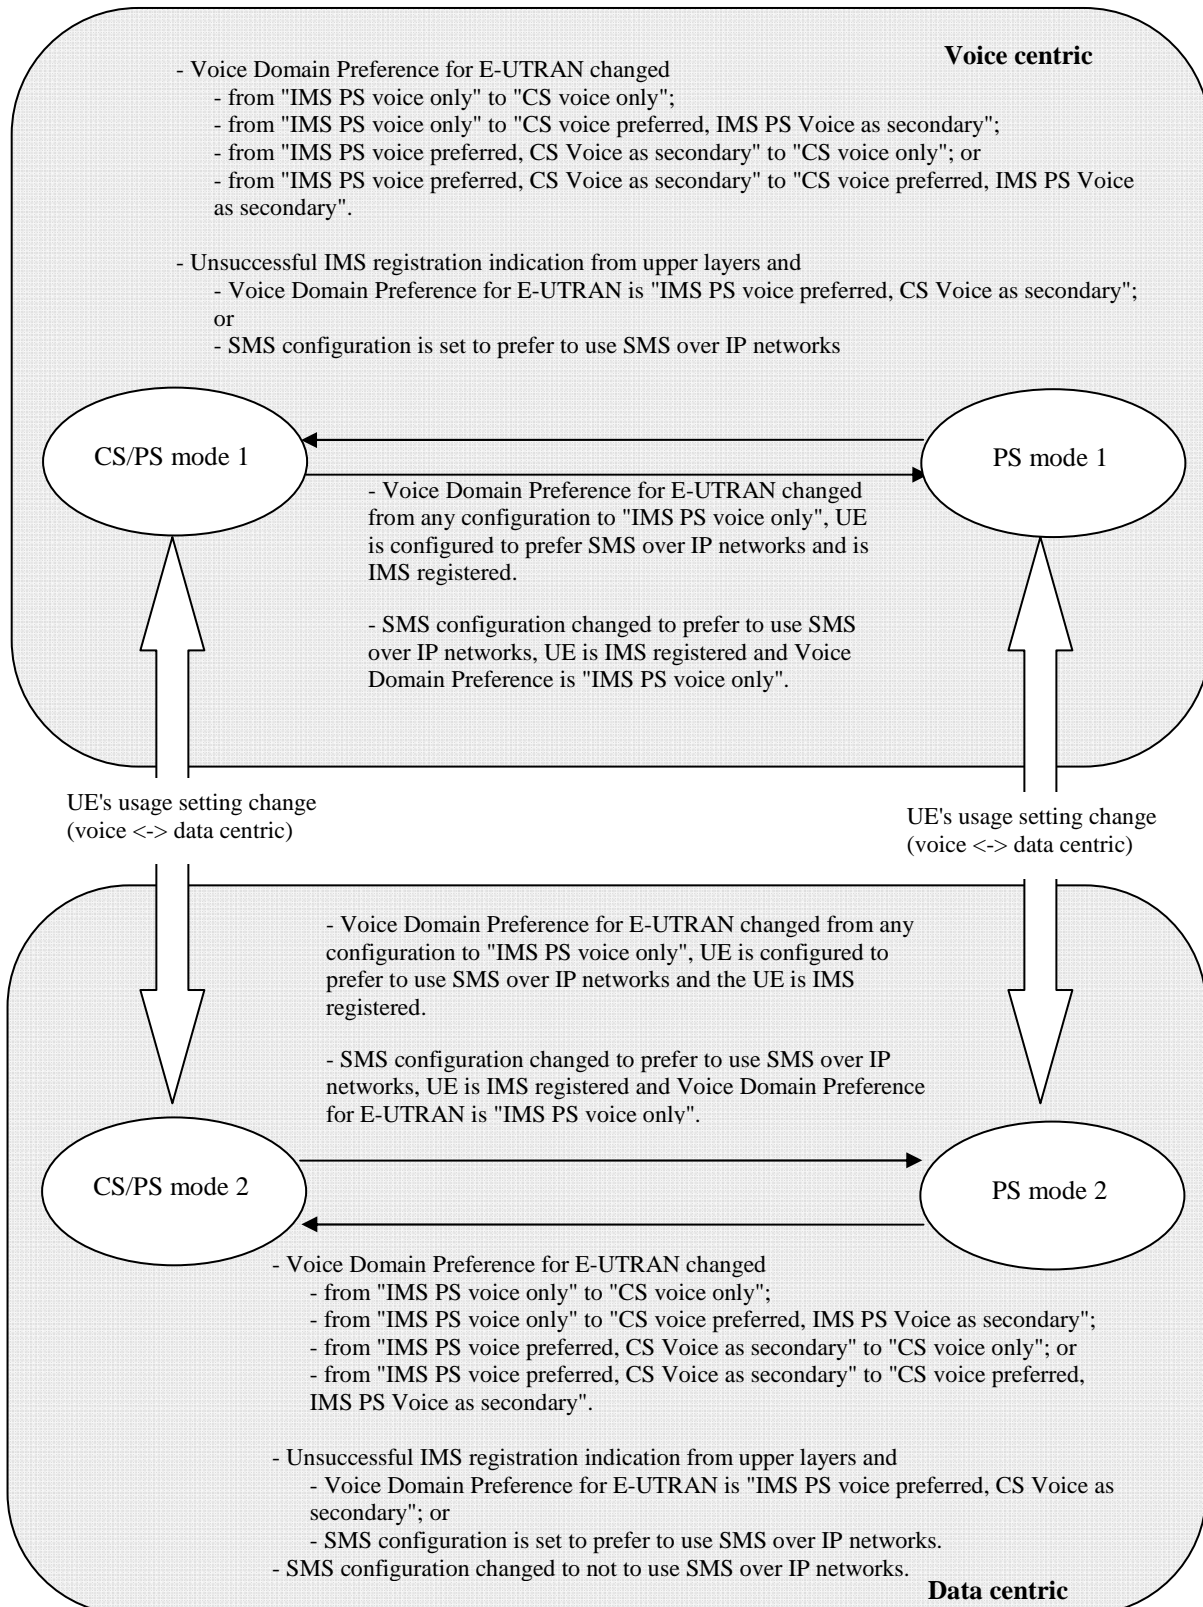 Voice centric
- Voice Domain Preference for E-UTRAN changed
- from "IMS PS voice only" to "CS voice only";
- from "IMS PS voice only" to "CS voice preferred, IMS PS Voice as secondary";
- from "IMS PS voice preferred, CS Voice as secondary" to "CS voice only"; or
- from "IMS PS voice preferred, CS Voice as secondary" to "CS voice preferred, IMS PS Voice
as secondary".
- Unsuccessful IMS registration indication from upper layers and
- Voice Domain Preference for E-UTRAN is "IMS PS voice preferred, CS Voice as secondary";
or
- SMS configuration is set to prefer to use SMS over IP networks
CS/PS mode 1
PS mode 1
- Voice Domain Preference for E-UTRAN changed
from any configuration to "IMS PS voice only", UE
is configured to prefer SMS over IP networks and is
IMS registered.
- SMS configuration changed to prefer to use SMS
over IP networks, UE is IMS registered and Voice
Domain Preference is "IMS PS voice only".
UE's usage setting change
(voice <-> data centric)
UE's usage setting change
(voice <-> data centric)
- Voice Domain Preference for E-UTRAN changed from any
configuration to "IMS PS voice only", UE is configured to
prefer to use SMS over IP networks and the UE is IMS
registered.
- SMS configuration changed to prefer to use SMS over IP
networks, UE is IMS registered and Voice Domain Preference
for E-UTRAN is "IMS PS voice only".
CS/PS mode 2
PS mode 2
- Voice Domain Preference for E-UTRAN changed
- from "IMS PS voice only" to "CS voice only";
- from "IMS PS voice only" to "CS voice preferred, IMS PS Voice as secondary";
- from "IMS PS voice preferred, CS Voice as secondary" to "CS voice only"; or
- from "IMS PS voice preferred, CS Voice as secondary" to "CS voice preferred,
IMS PS Voice as secondary".
- Unsuccessful IMS registration indication from upper layers and
- Voice Domain Preference for E-UTRAN is "IMS PS voice preferred, CS Voice as
secondary"; or
- SMS configuration is set to prefer to use SMS over IP networks.
- SMS configuration changed to not to use SMS over IP networks.
Data centric